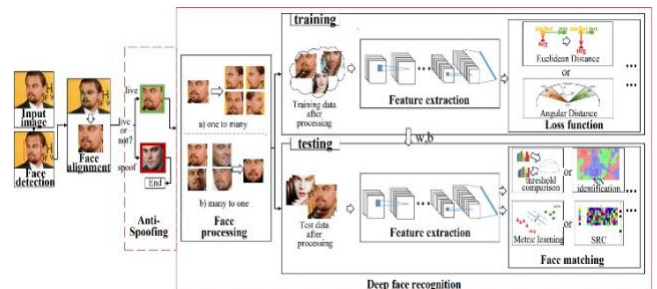 Input image
Face detection
Face alignment
live
or
not?
live
spoof
End
Anti-
Spoofing
a) one to many
b) many to one
Face
processing
training
Training data
after
processing
Feature extraction
Euclidean Distance
or
Angular Distance
Loss function
w,b
testing
Test data
after
processing
Feature extraction
threshold
comparison
or
NN
identification
Metric learning
or
SRC
Face matching
Deep face recognition